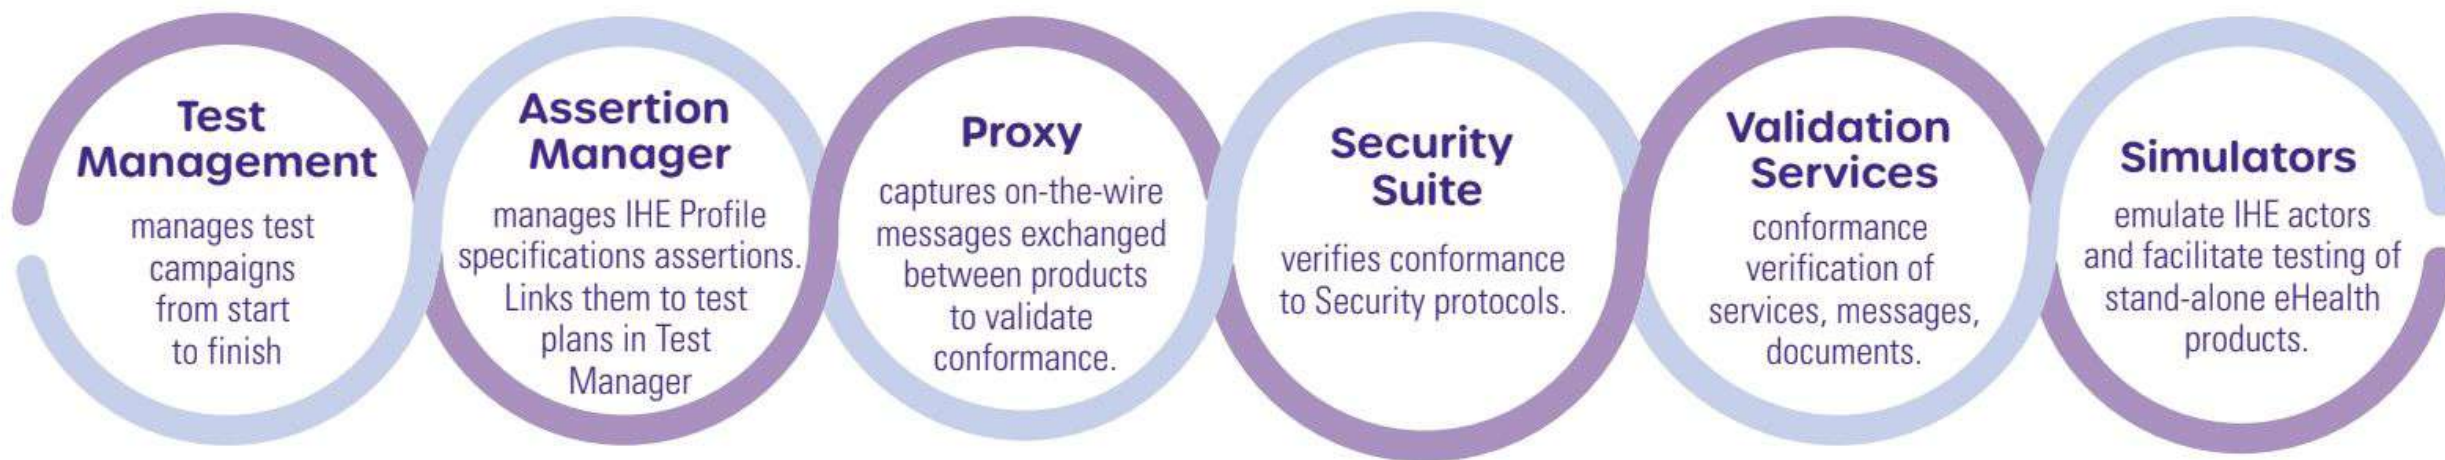 Test
Management
manages test
campaigns
from start
to finish
Assertion
Manager
manages IHE Profile
specifications assertions.
Links them to test
plans in Test
Manager
Proxy
captures on-the-wire
messages exchanged
between products
to validate
conformance.
Security
Suite
verifies conformance
to Security protocols.
Validation
Services
conformance
verification of
services, messages,
documents.
Simulators
emulate IHE actors
and facilitate testing of
stand-alone eHealth
products.